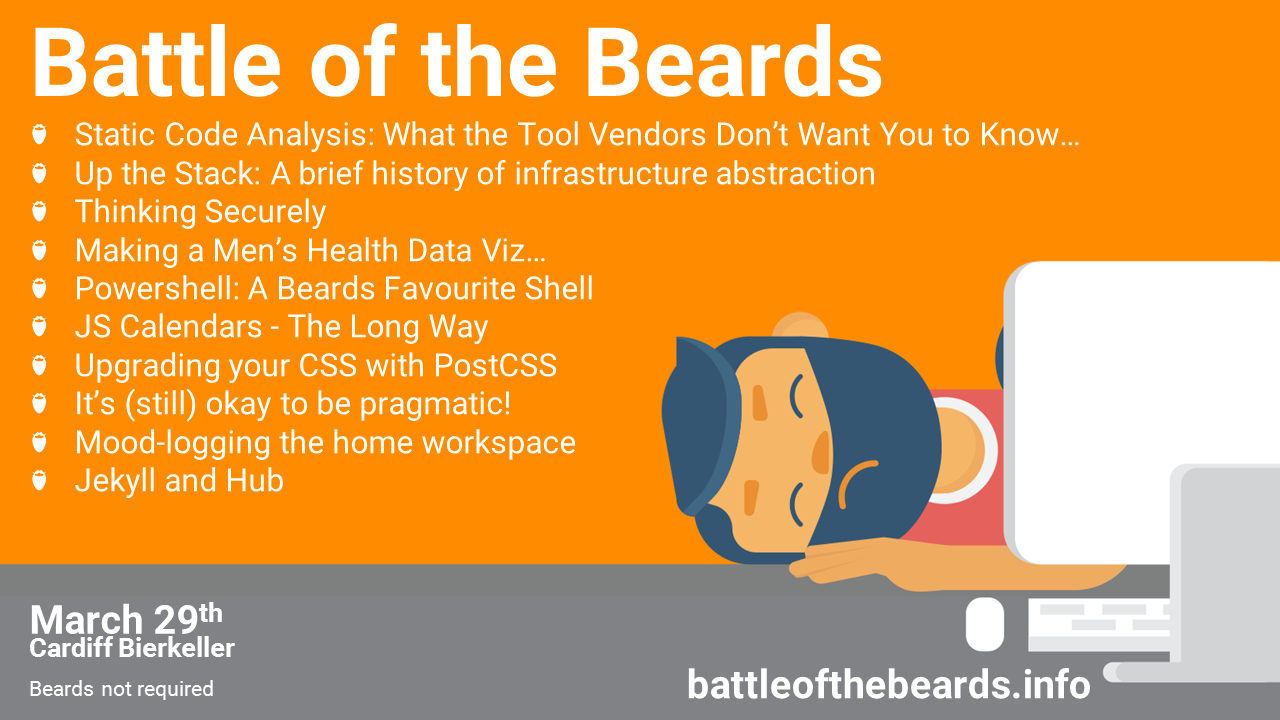 Battle of the Beards
Static Code Analysis: What the Tool Vendors Don’t Want You to Know…
Up the Stack: A brief history of infrastructure abstraction
Thinking Securely
Making a Men’s Health Data Viz…
Powershell: A Beards Favourite Shell
JS Calendars - The Long Way
Upgrading your CSS with PostCSS
It’s (still) okay to be pragmatic!
Mood-logging the home workspace
Jekyll and Hub
March 29th
Cardiff Bierkeller
Beards not required
battleofthebeards.info